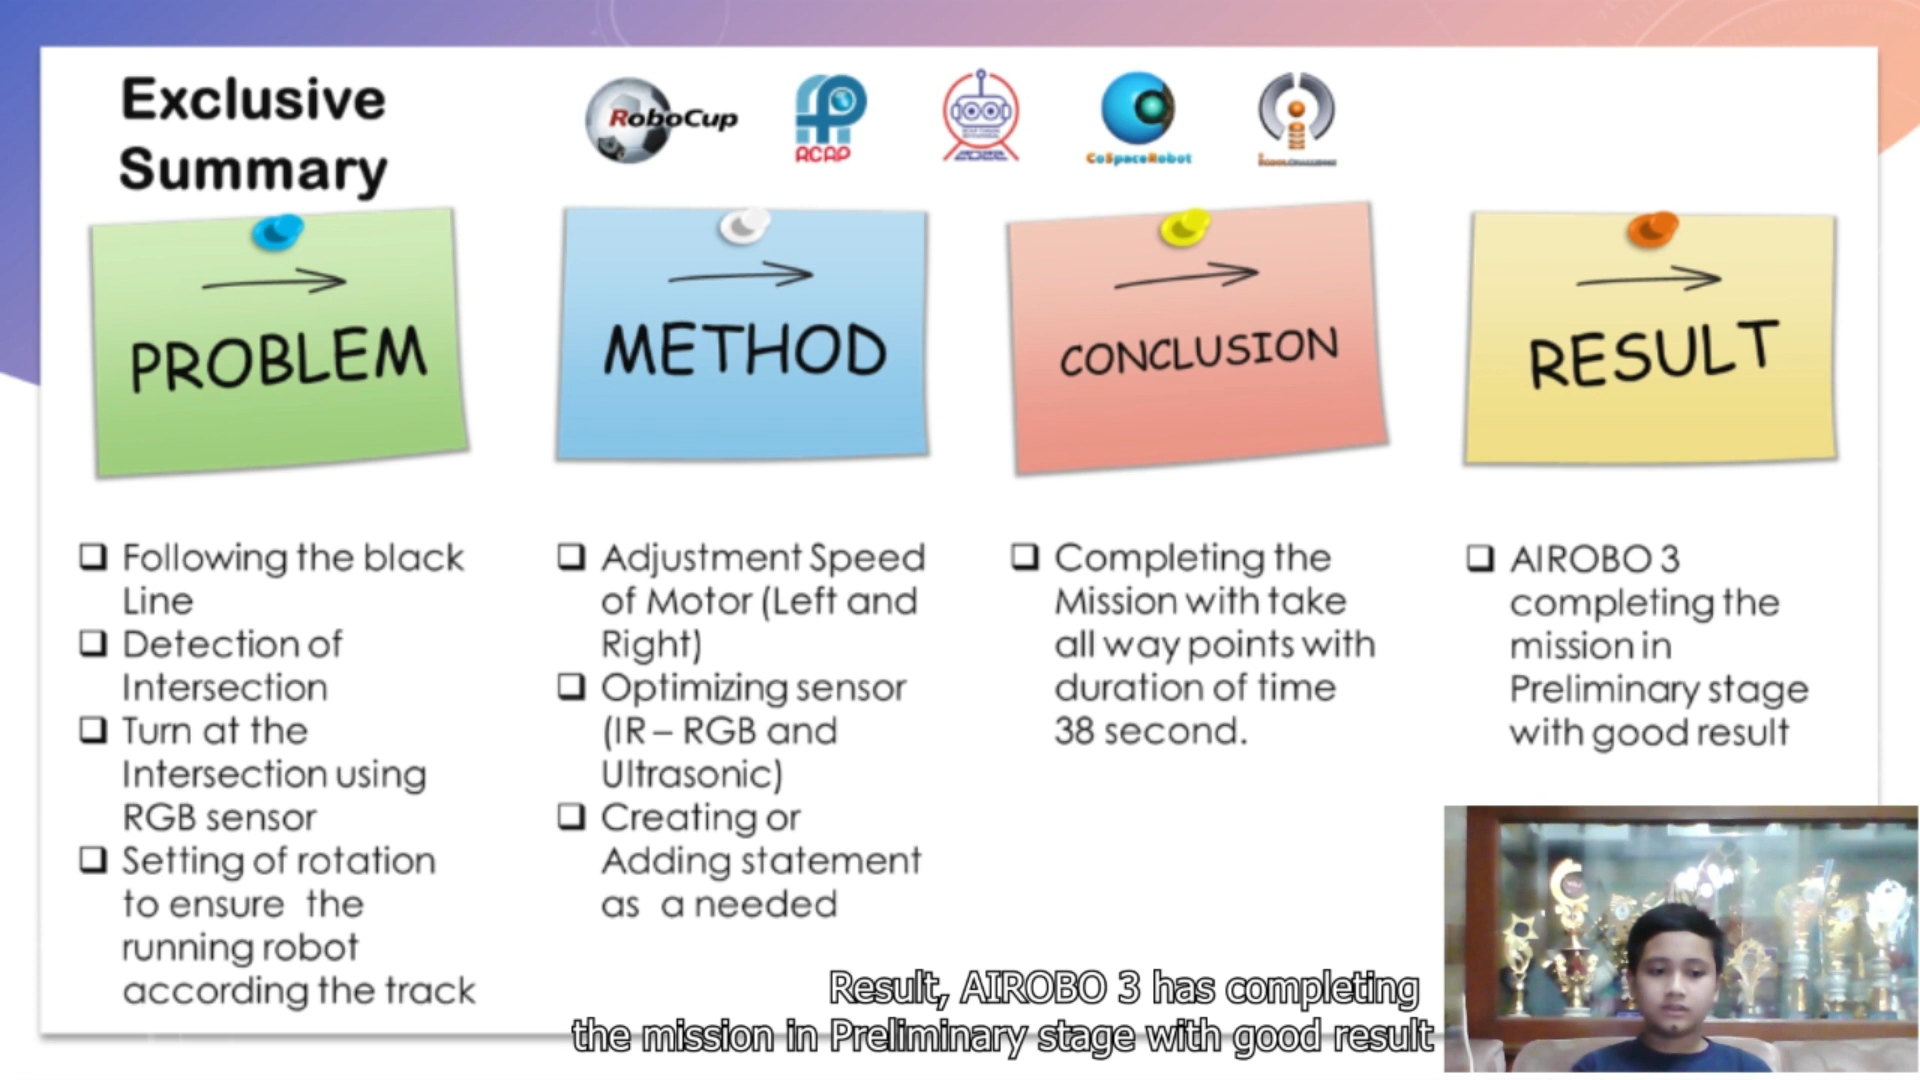 Exclusive
Summary
RoboCup
RCAP
2022
CoSpaceRobot
PROBLEM
METHOD
CONCLUSION
RESULT
❑ Following the black
Line
❑ Detection of
Intersection
❑ Turn at the
Intersection using
RGB sensor
❑ Setting of rotation
to ensure the
running robot
according the track
❑ Adjustment Speed
of Motor (Left and
Right)
❑ Optimizing sensor
(IR – RGB and
Ultrasonic)
❑ Creating or
Adding statement
as a needed
❑ Completing the
Mission with take
all way points with
duration of time
38 second.
❑ AIROBO 3
completing the
mission in
Preliminary stage
with good result
Result, AIROBO 3 has completing
the mission in Preliminary stage with good result